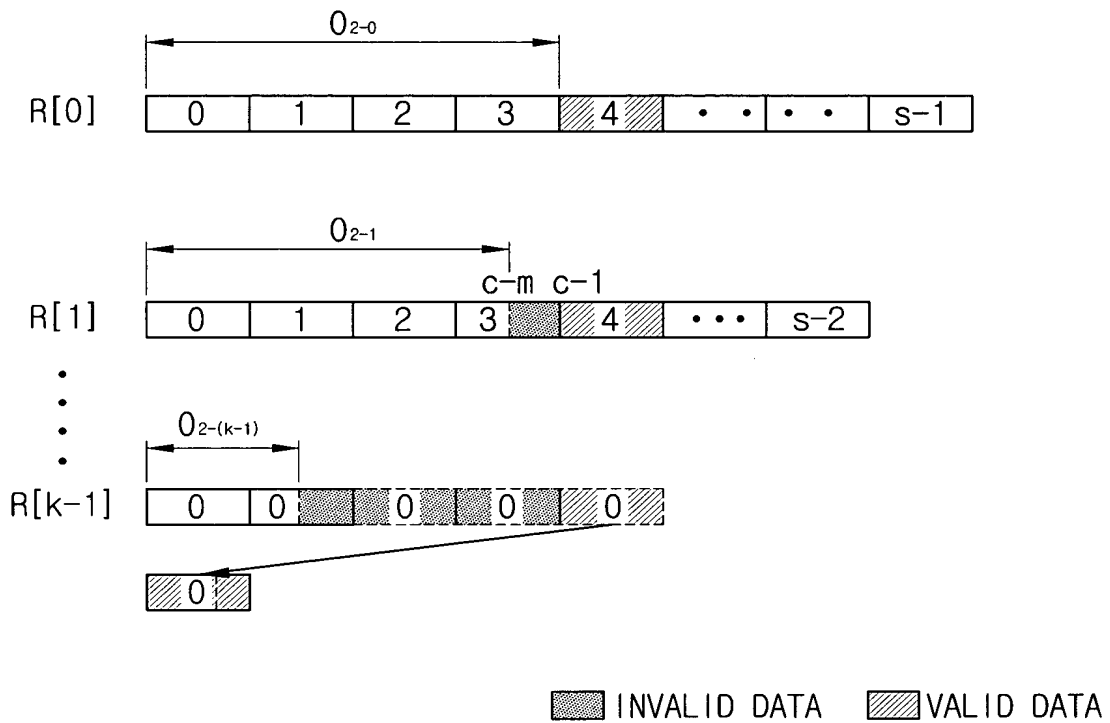 O2-0
R[0] 0 1 2 3 4 • • • • s-1
O2-1
c-m c-1
R[1] 0 1 2 3 4 • • • s-2
O2-(k-1)
R[k-1] 0 0 0 0 0
0
INVALID DATA VALID DATA